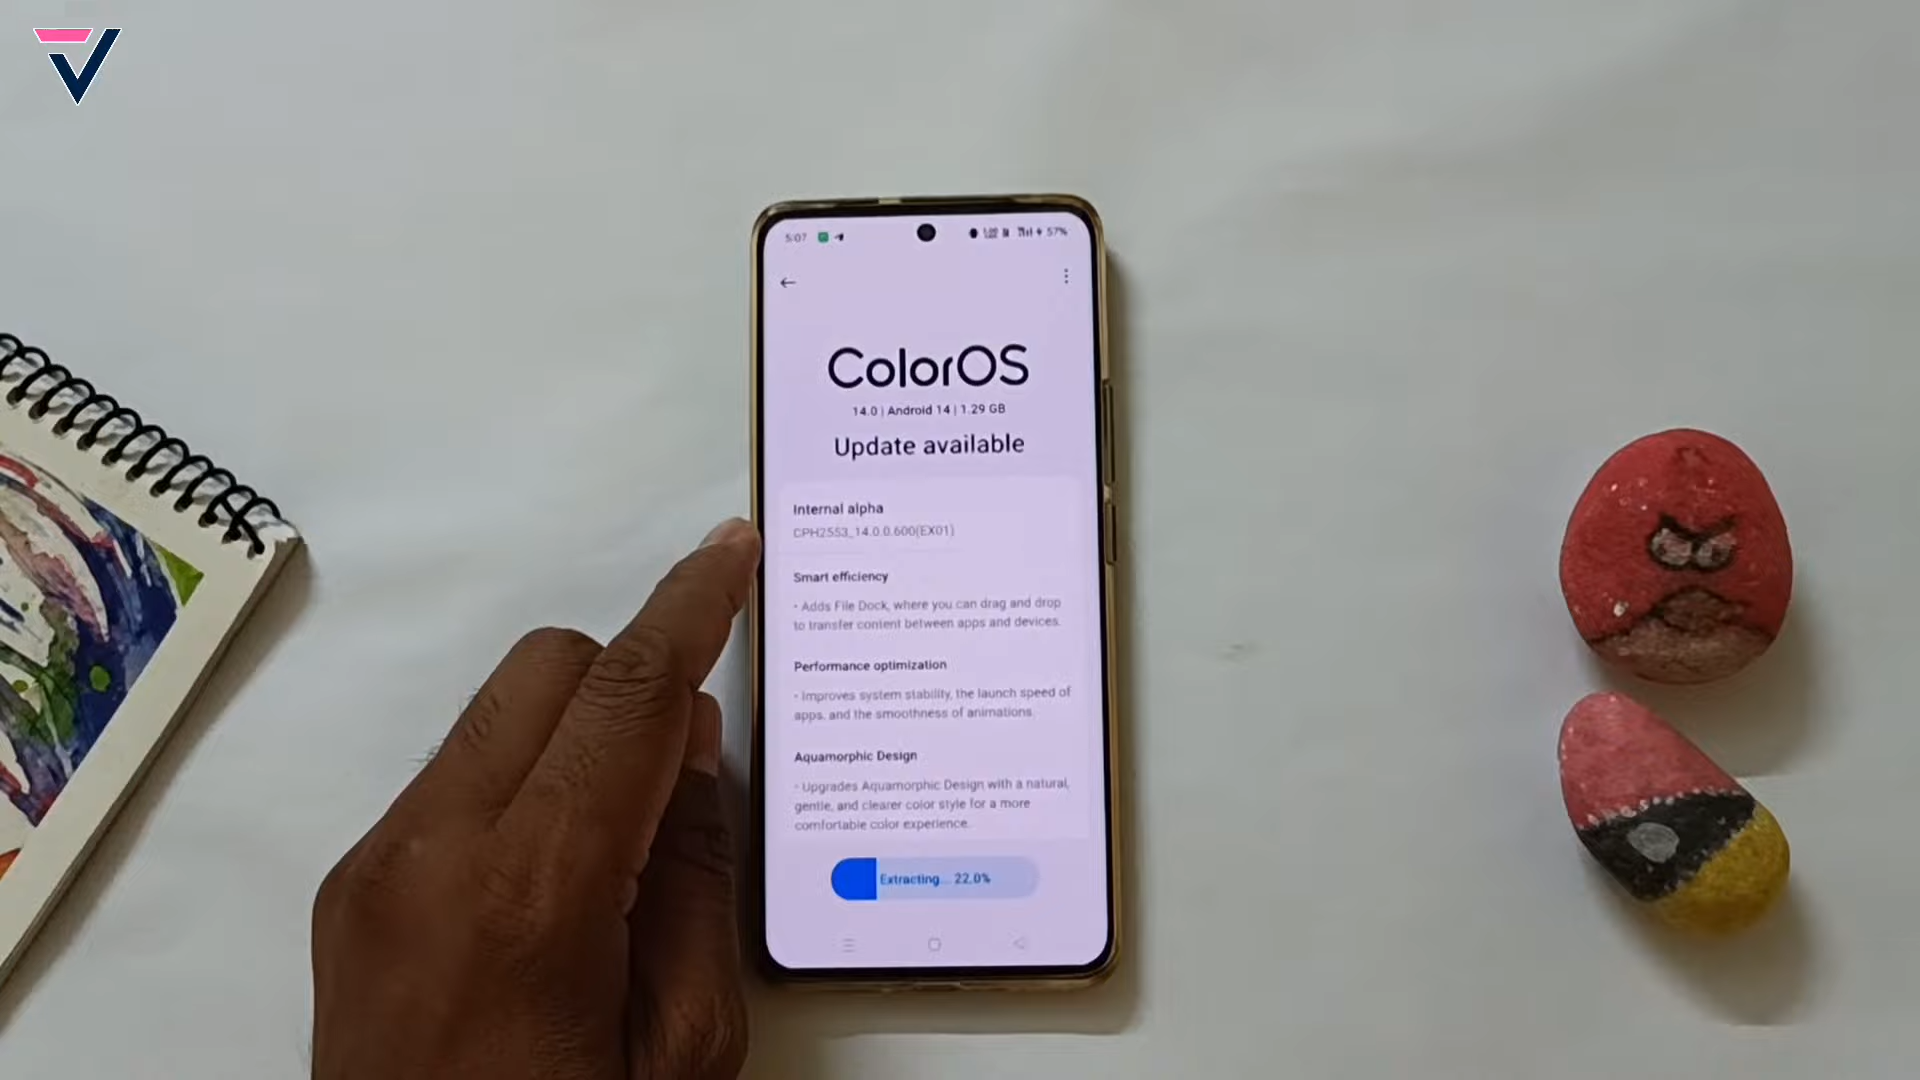 5:07
57%
ColorOS
14.0 | Android 14 | 1.29 GB
Update available
Internal alpha
CPH2553_14.0.0.600(EX01)
Smart efficiency
· Adds File Dock, where you can drag and drop
to transfer content between apps and devices.
Performance optimization
· Improves system stability, the launch speed of
apps, and the smoothness of animations.
Aquamorphic Design
· Upgrades Aquamorphic Design with a natural,
gentle, and clearer color style for a more
comfortable color experience.
Extracting... 22.0%